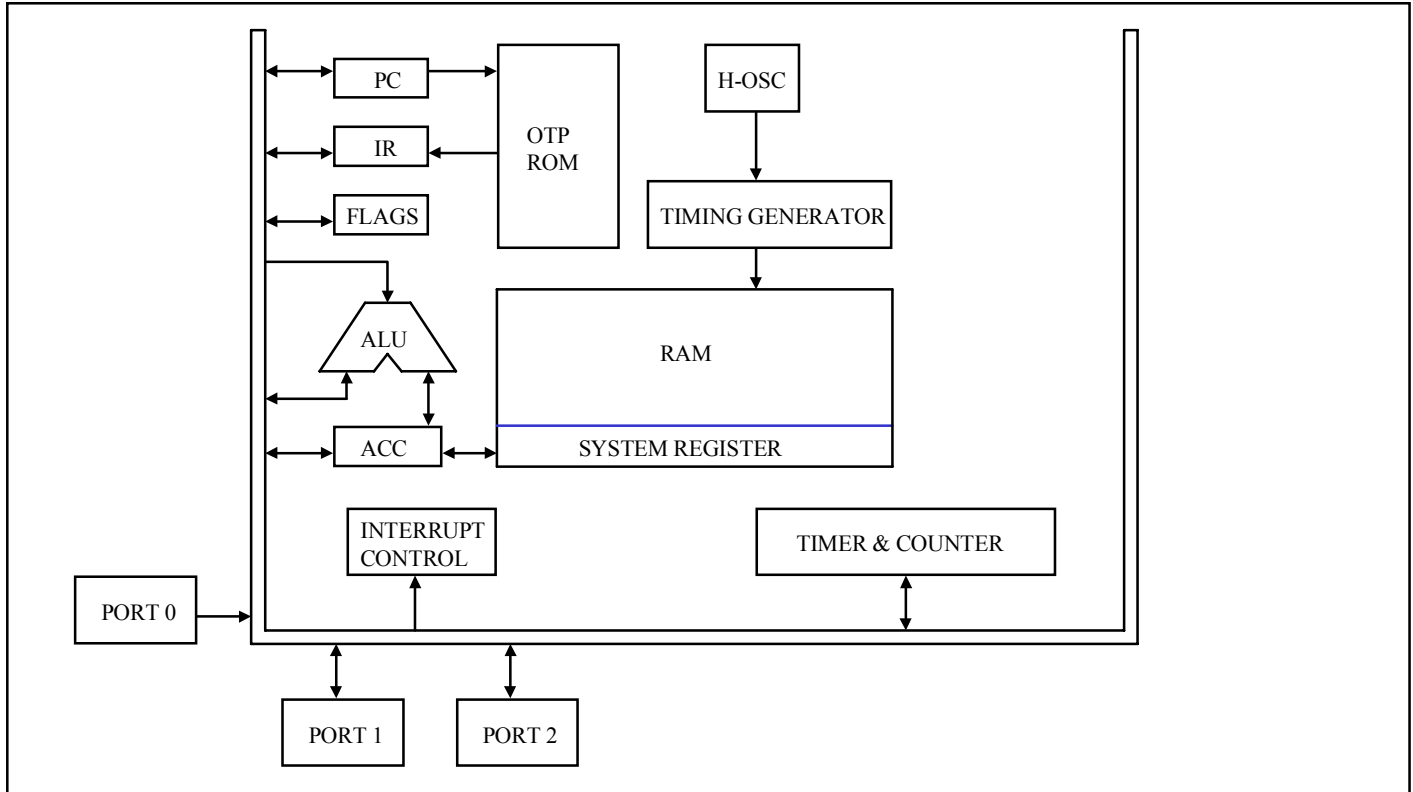 PC
H-OSC
OTP
ROM
IR
FLAGS
TIMING GENERATOR
ALU
RAM
ACC
SYSTEM REGISTER
INTERRUPT
CONTROL
TIMER & COUNTER
PORT 0
PORT 1
PORT 2